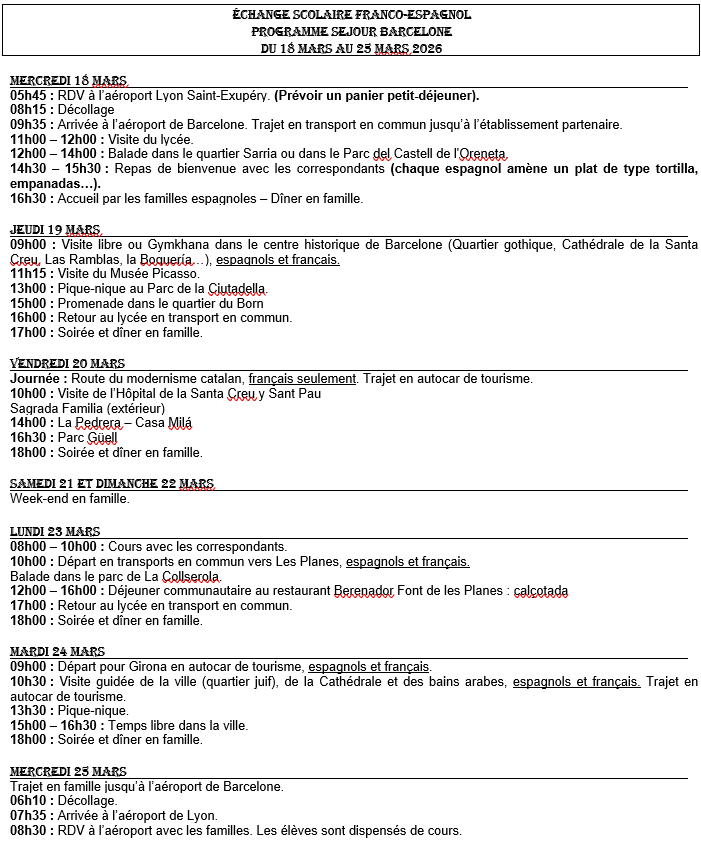 ÉCHANGE SCOLAIRE FRANCO-ESPAGNOL
PROGRAMME SEJOUR BARCELONE
DU 18 MARS AU 25 MARS 2026
MERCREDI 18 MARS
05h45 : RDV à l'aéroport Lyon Saint-Exupéry. (Prévoir un panier petit-déjeuner).
08h15 : Décollage
09h35 : Arrivée à l'aéroport de Barcelone. Trajet en transport en commun jusqu'à l'établissement partenaire.
11h00 – 12h00 : Visite du lycée.
12h00 – 14h00 : Balade dans le quartier Sarria ou dans le Parc del Castell de l'Oreneta.
14h30 – 15h30 : Repas de bienvenue avec les correspondants (chaque espagnol amène un plat de type tortilla,
empanadas…).
16h30 : Accueil par les familles espagnoles – Dîner en famille.
JEUDI 19 MARS
09h00 : Visite libre ou Gymkhana dans le centre historique de Barcelone (Quartier gothique, Cathédrale de la Santa
Creu, Las Ramblas, la Boquería…), espagnols et français.
11h15 : Visite du Musée Picasso.
13h00 : Pique-nique au Parc de la Ciutadella.
15h00 : Promenade dans le quartier du Born
16h00 : Retour au lycée en transport en commun.
17h00 : Soirée et dîner en famille.
VENDREDI 20 MARS
Journée : Route du modernisme catalan, français seulement. Trajet en autocar de tourisme.
10h00 : Visite de l'Hôpital de la Santa Creu y Sant Pau
Sagrada Familia (extérieur)
14h00 : La Pedrera – Casa Milá
16h30 : Parc Güell
18h00 : Soirée et dîner en famille.
SAMEDI 21 ET DIMANCHE 22 MARS
Week-end en famille.
LUNDI 23 MARS
08h00 – 10h00 : Cours avec les correspondants.
10h00 : Départ en transports en commun vers Les Planes, espagnols et français.
Balade dans le parc de La Collserola.
12h00 – 16h00 : Déjeuner communautaire au restaurant Berenador Font de les Planes : calçotada
17h00 : Retour au lycée en transport en commun.
18h00 : Soirée et dîner en famille.
MARDI 24 MARS
09h00 : Départ pour Girona en autocar de tourisme, espagnols et français.
10h30 : Visite guidée de la ville (quartier juif), de la Cathédrale et des bains arabes, espagnols et français. Trajet en
autocar de tourisme.
13h30 : Pique-nique.
15h00 – 16h30 : Temps libre dans la ville.
18h00 : Soirée et dîner en famille.
MERCREDI 25 MARS
Trajet en famille jusqu'à l'aéroport de Barcelone.
06h10 : Décollage.
07h35 : Arrivée à l'aéroport de Lyon.
08h30 : RDV à l'aéroport avec les familles. Les élèves sont dispensés de cours.